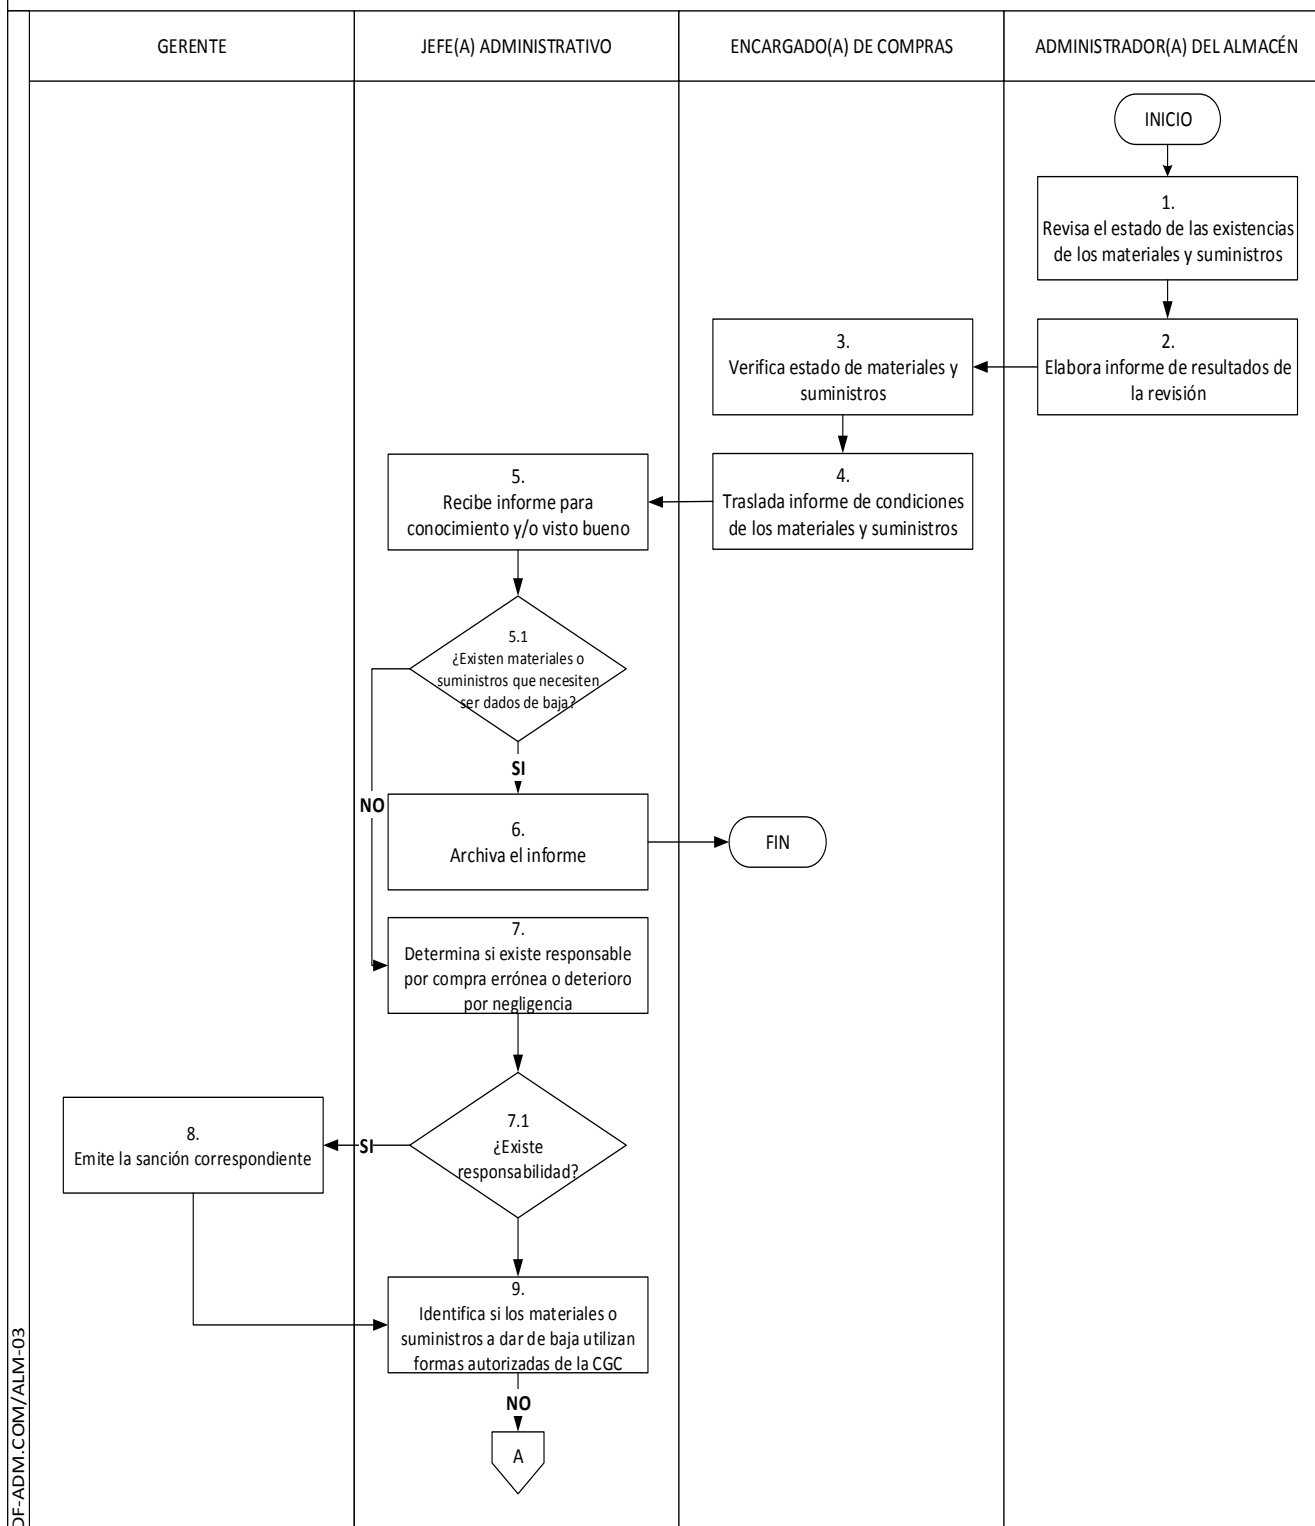 GERENTE
JEFE(A) ADMINISTRATIVO
ENCARGADO(A) DE COMPRAS
ADMINISTRADOR(A) DEL ALMACÉN
INICIO
1.
Revisa el estado de las existencias
de los materiales y suministros
2.
Elabora informe de resultados de
la revisión
3.
Verifica estado de materiales y
suministros
4.
Traslada informe de condiciones
de los materiales y suministros
5.
Recibe informe para
conocimiento y/o visto bueno
5.1
¿Existen materiales o
suministros que necesiten
ser dados de baja?
SI
NO
6.
Archiva el informe
FIN
7.
Determina si existe responsable
por compra errónea o deterioro
por negligencia
7.1
¿Existe
responsabilidad?
SI
8.
Emite la sanción correspondiente
9.
Identifica si los materiales o
suministros a dar de baja utilizan
formas autorizadas de la CGC
NO
A
DF-ADM.COM/ALM-03